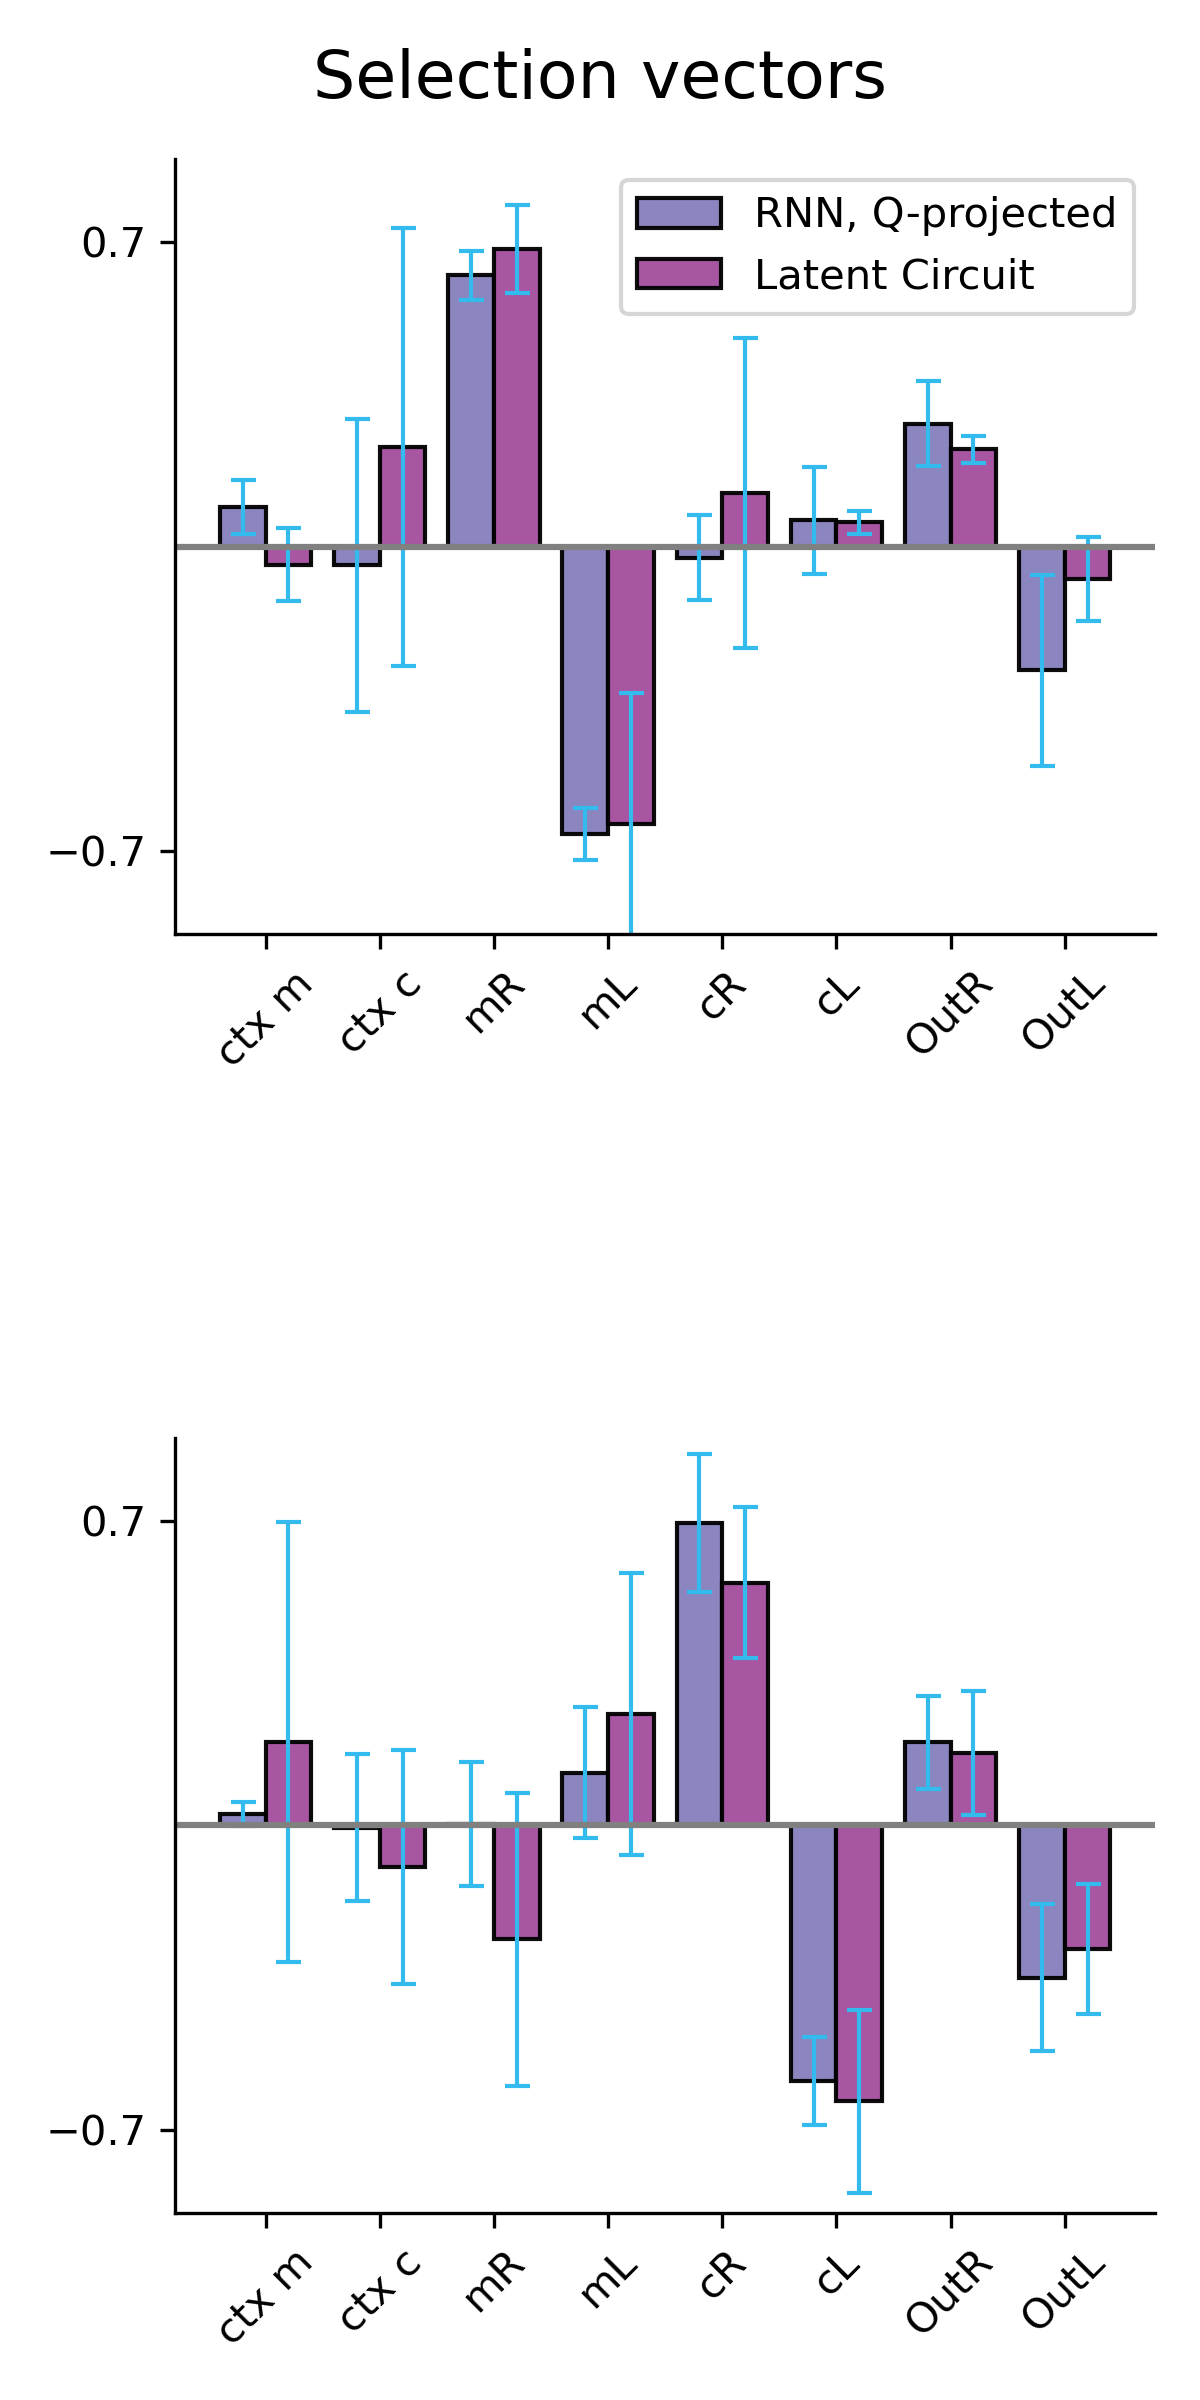 Selection vectors
0.7
−0.7
RNN, Q-projected
Latent Circuit
ctx m
ctx c
mR
mL
cR
cL
OutR
OutL
0.7
−0.7
ctx m
ctx c
mR
mL
cR
cL
OutR
OutL